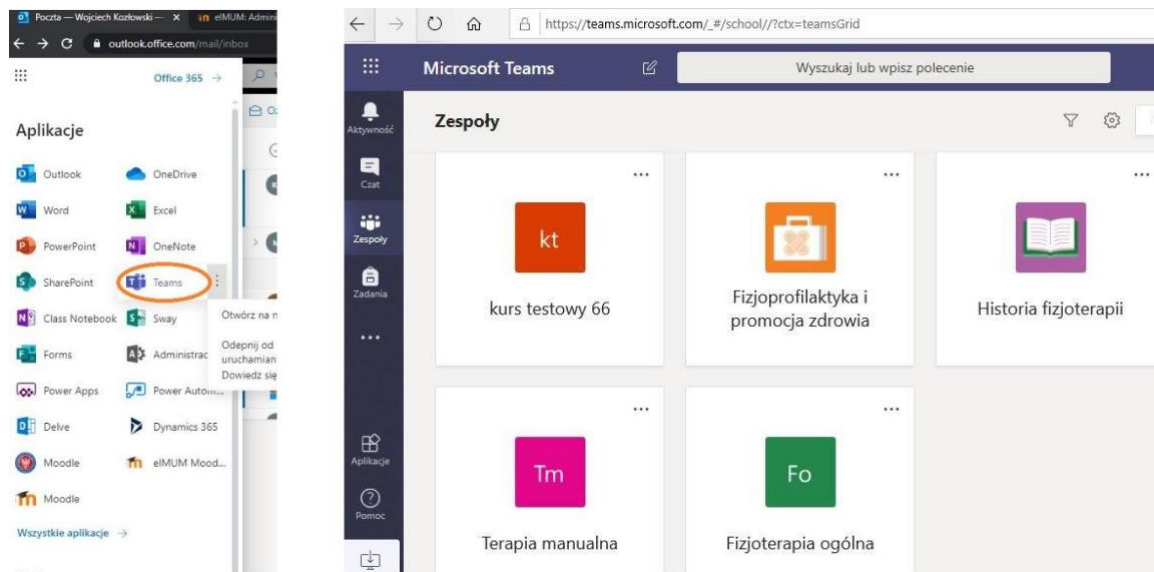 Poczta — Wojciech Kozłowski —
eIMUM: Admini
outlook.office.com/mail/inbox
Office 365 →
Aplikacje
Outlook
OneDrive
Word
Excel
PowerPoint
OneNote
SharePoint
Teams
Class Notebook
Sway
Otwórz na n
Forms
Administrac
Odepnij od
uruchamian
Dowiedz się
Power Apps
Power Autom...
Delve
Dynamics 365
Moodle
eIMUM Mood...
Moodle
Wszystkie aplikacje →
https://teams.microsoft.com/_#/school//?ctx=teamsGrid
Microsoft Teams
Wyszukaj lub wpisz polecenie
Aktywność
Czat
Zespoły
Zadania
Aplikacje
Pomoc
Zespoły
kt
kurs testowy 66
Fizjoprofilaktyka i
promocja zdrowia
Historia fizjoterapii
Tm
Terapia manualna
Fo
Fizjoterapia ogólna